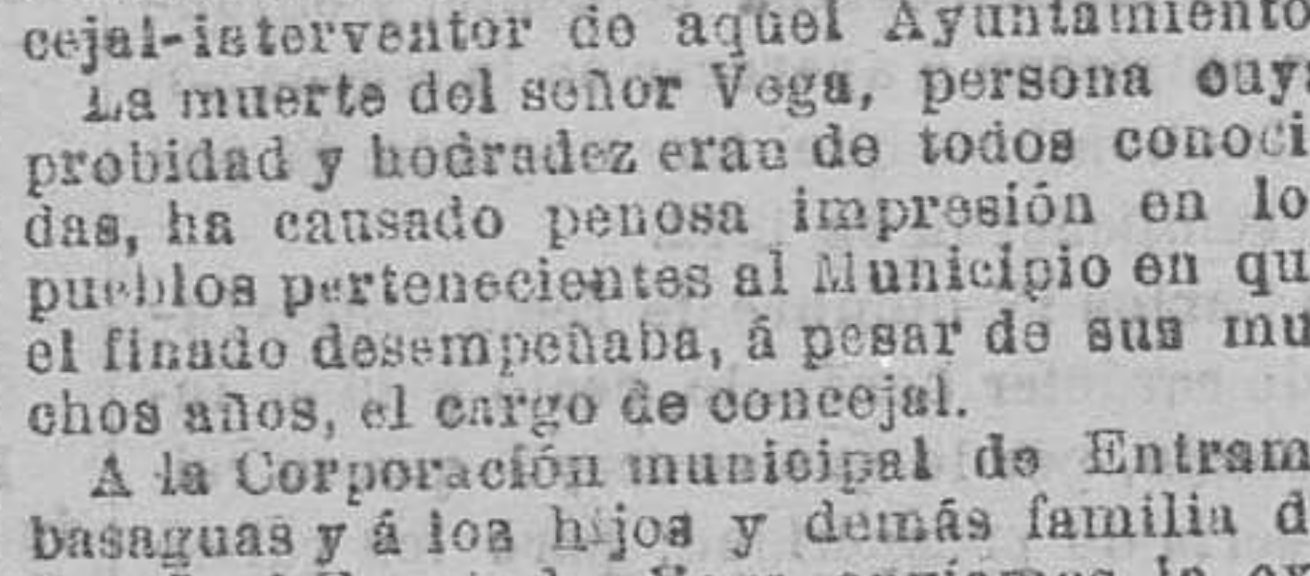 cejal-interventor de aquel Ayuntamiento
La muerte del señor Vega, persona cuy
probidad y hodradez eran de todos conoci
das, ha causado penosa impresión en lo
pueblos pertenecientes al Municipio en qu
el finado desempeñaba, á pesar de sus mu
chos años, el cargo de concejal.
A la Corporación municipal de Entram
basaguas y á los hijos y demás familia d